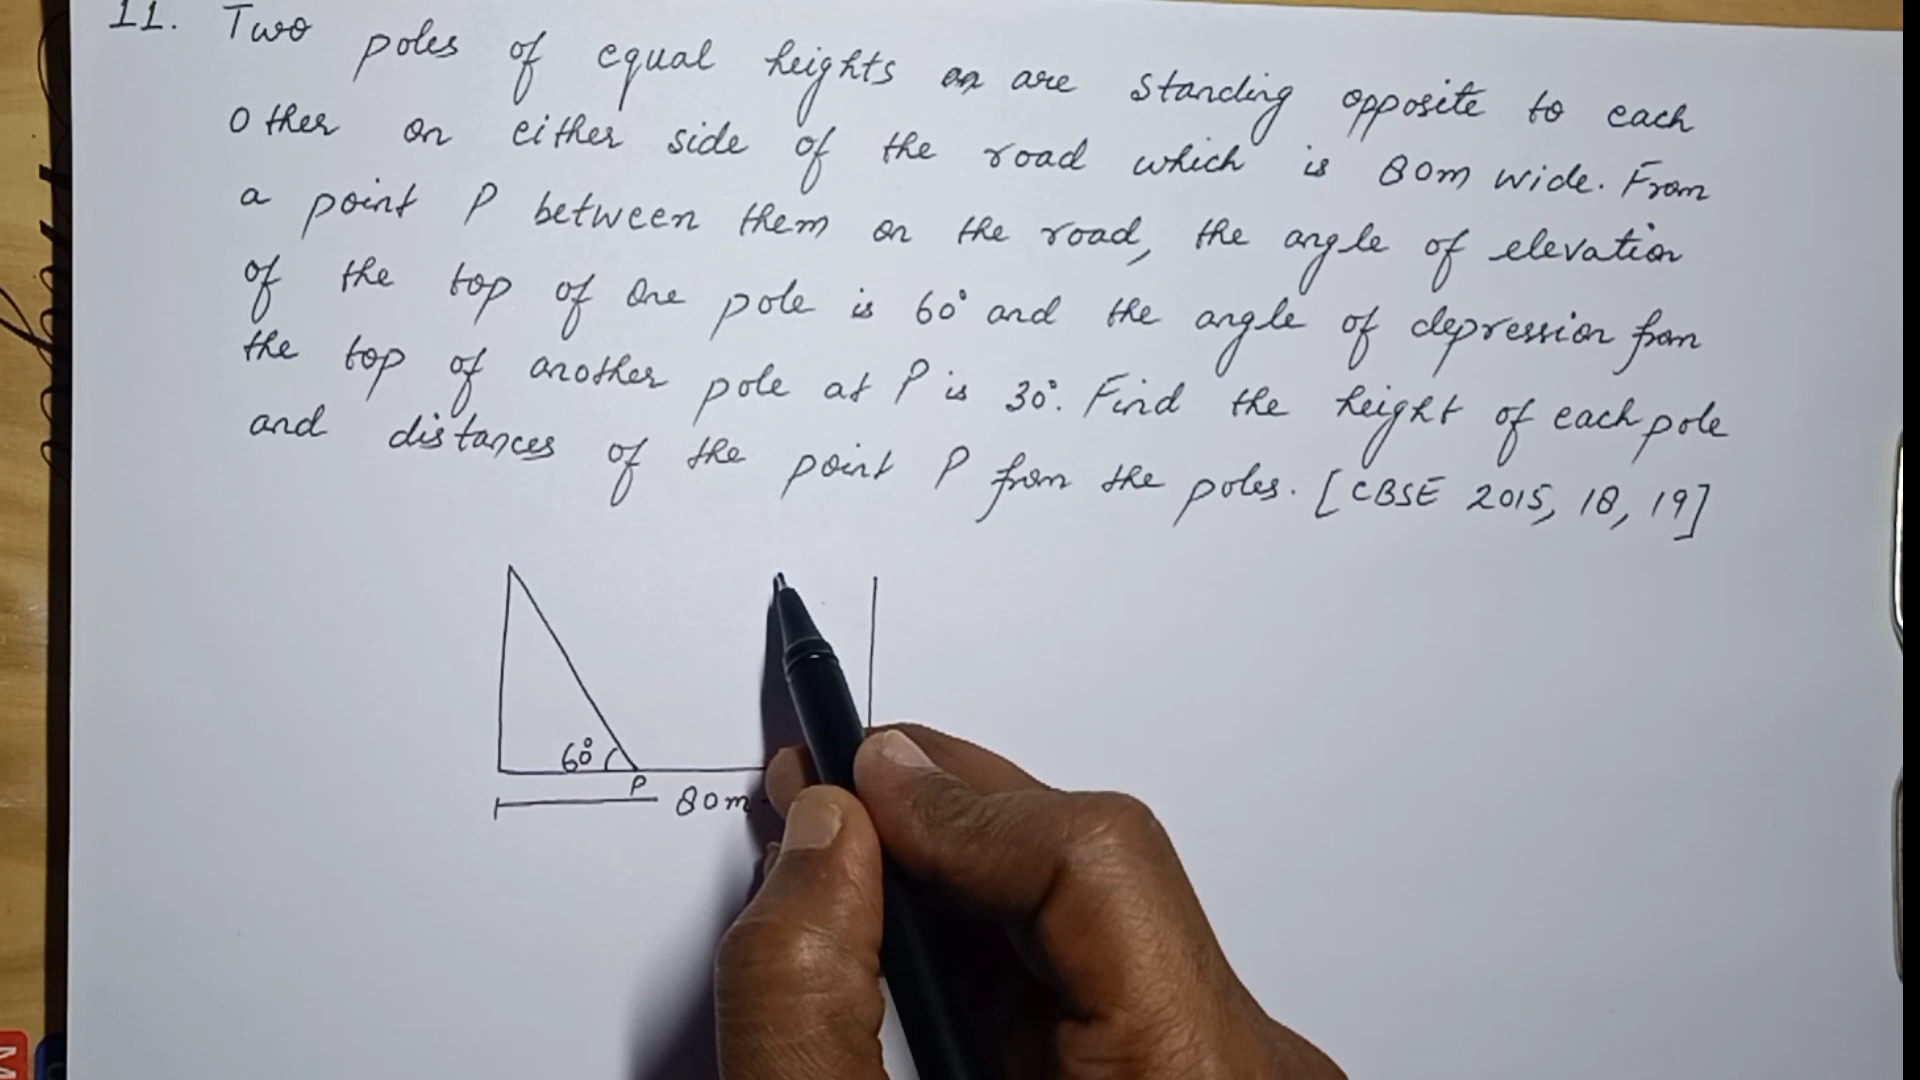 11. Two poles of equal heights are standing opposite to each
other on either side of the road which is 80m wide. From
a point P between them on the road, the angle of elevation
of the top of one pole is 60° and the angle of depression from
the top of another pole at P is 30°. Find the height of each pole
and distances of the point P from the poles. [CBSE 2015, 18, 19]
60°
P
80m
M